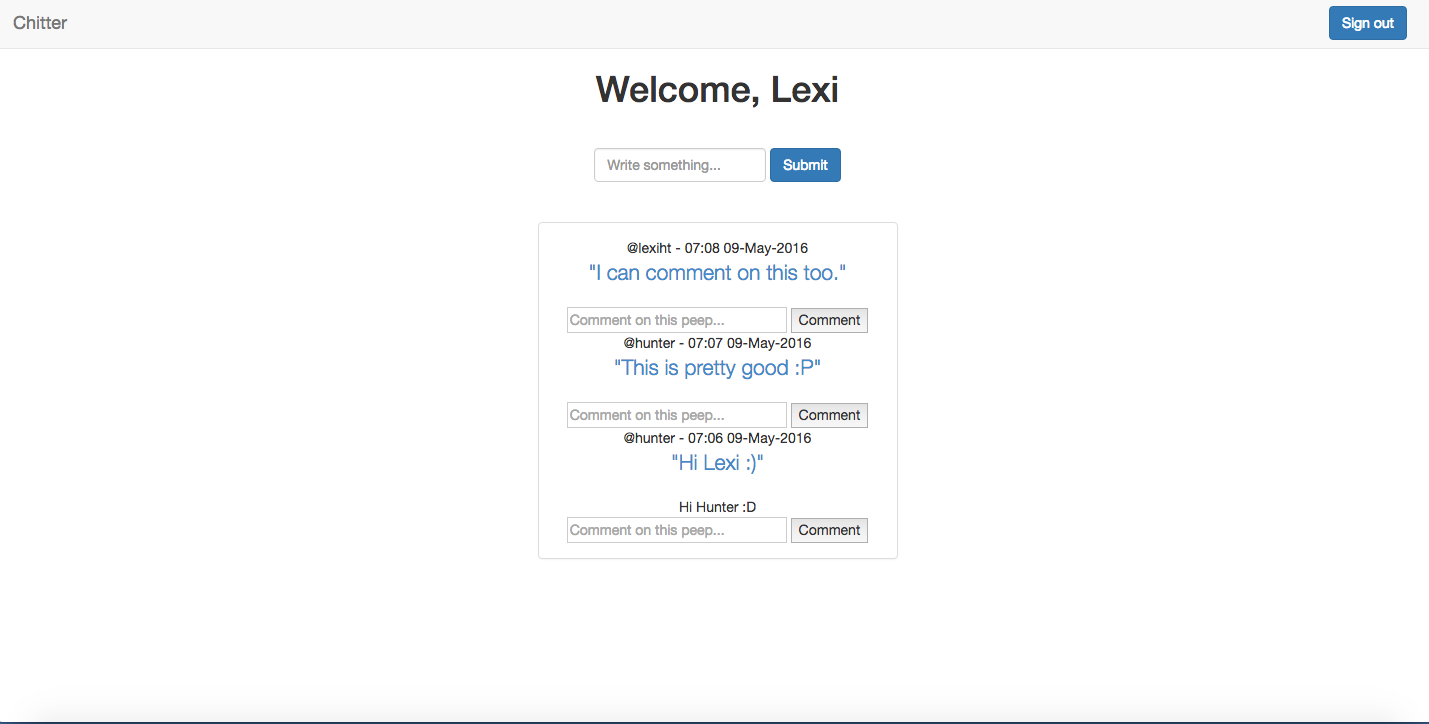 Chitter
Sign out
Welcome, Lexi
Write something... Submit
@lexiht - 07:08 09-May-2016
"I can comment on this too."
Comment on this peep... Comment
@hunter - 07:07 09-May-2016
"This is pretty good :P"
Comment on this peep... Comment
@hunter - 07:06 09-May-2016
"Hi Lexi :)"
Hi Hunter :D
Comment on this peep... Comment